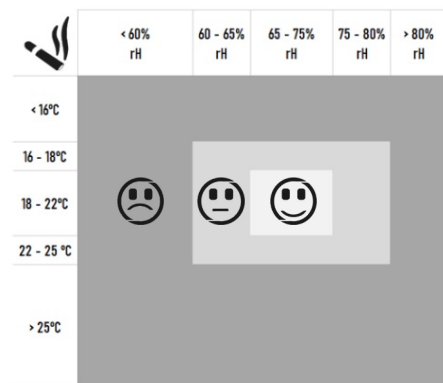 < 60% 60 - 65% 65 - 75% 75 - 80% > 80%
rH rH rH rH rH
< 16°C
16 - 18°C
18 - 22°C
22 - 25 °C
> 25°C